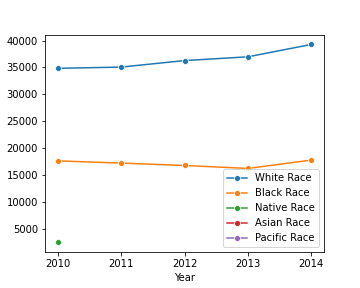 40000
35000
30000
25000
20000
15000
10000
5000
White Race
Black Race
Native Race
Asian Race
Pacific Race
2010 2011 2012 2013 2014
Year